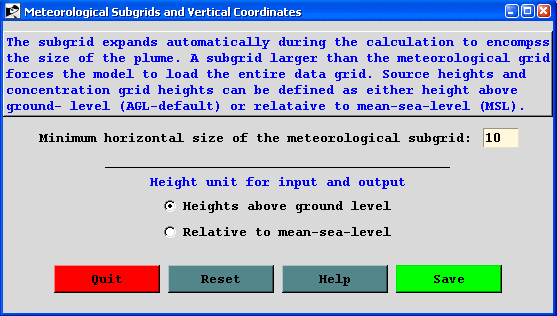 Meteorological Subgrids and Vertical Coordinates
The subgrid expands automatically during the calculation to encompss
the size of the plume. A subgrid larger than the meteorological grid
forces the model to load the entire data grid. Source heights and
concentration grid heights can be defined as either height above
ground- level (AGL-default) or relataive to mean-sea-level (MSL).
Minimum horizontal size of the meteorological subgrid: 10
Height unit for input and output
Heights above ground level
Relative to mean-sea-level
Quit Reset Help Save